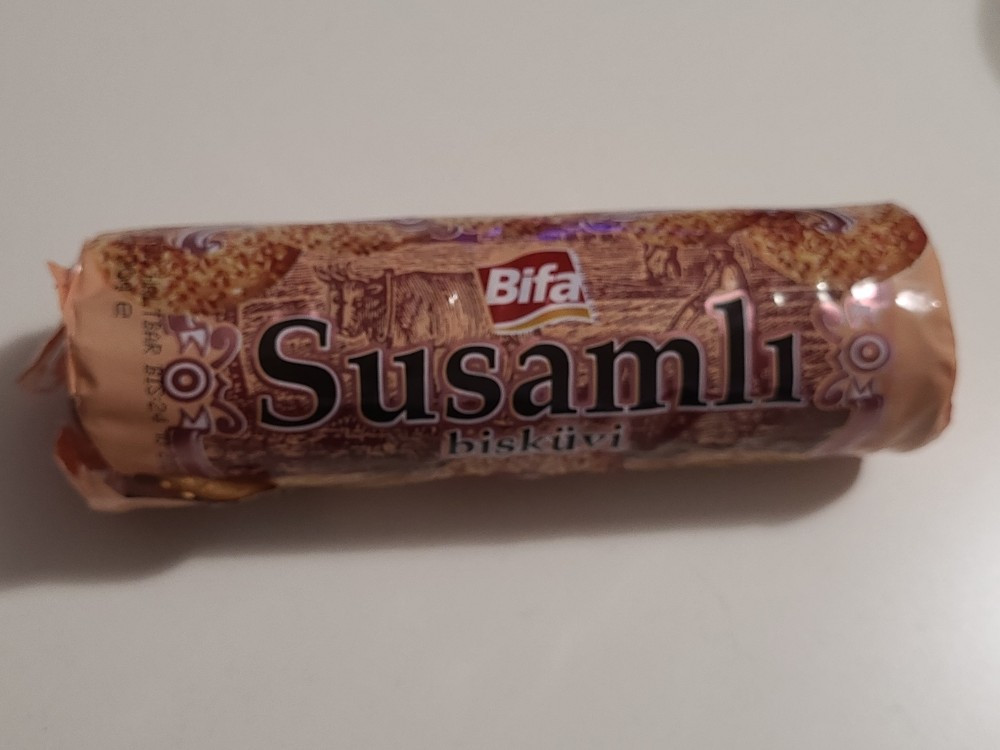 Bifa
Susamlı
bisküvi
e